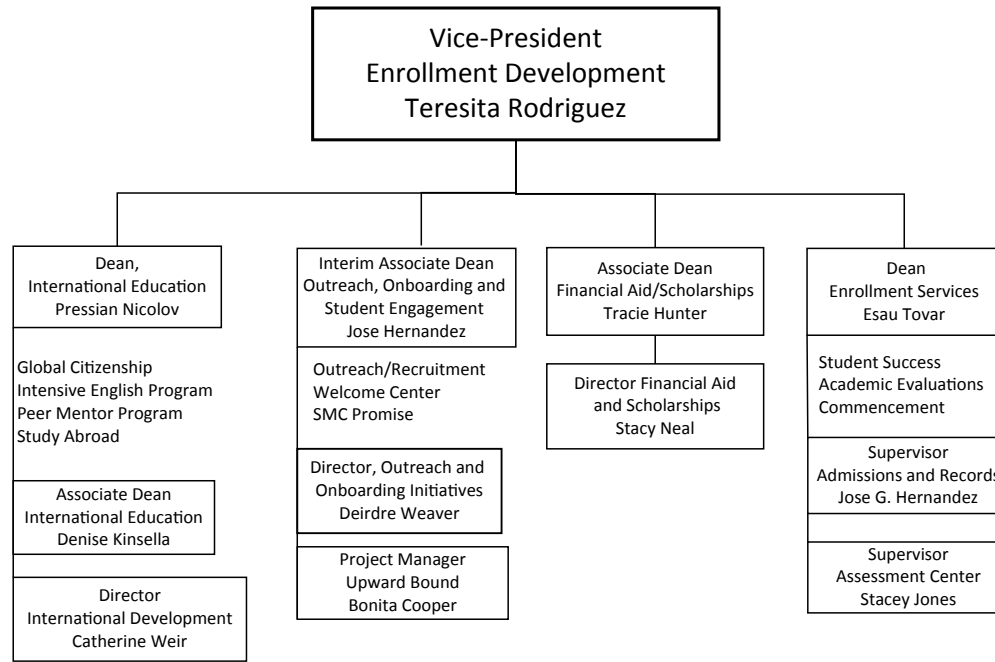 Vice-President
Enrollment Development
Teresita Rodriguez
Dean,
International Education
Pressian Nicolov
Global Citizenship
Intensive English Program
Peer Mentor Program
Study Abroad
Associate Dean
International Education
Denise Kinsella
Director
International Development
Catherine Weir
Interim Associate Dean
Outreach, Onboarding and
Student Engagement
Jose Hernandez
Outreach/Recruitment
Welcome Center
SMC Promise
Director, Outreach and
Onboarding Initiatives
Deirdre Weaver
Project Manager
Upward Bound
Bonita Cooper
Associate Dean
Financial Aid/Scholarships
Tracie Hunter
Director Financial Aid
and Scholarships
Stacy Neal
Dean
Enrollment Services
Esau Tovar
Student Success
Academic Evaluations
Commencement
Supervisor
Admissions and Records
Jose G. Hernandez
Supervisor
Assessment Center
Stacey Jones